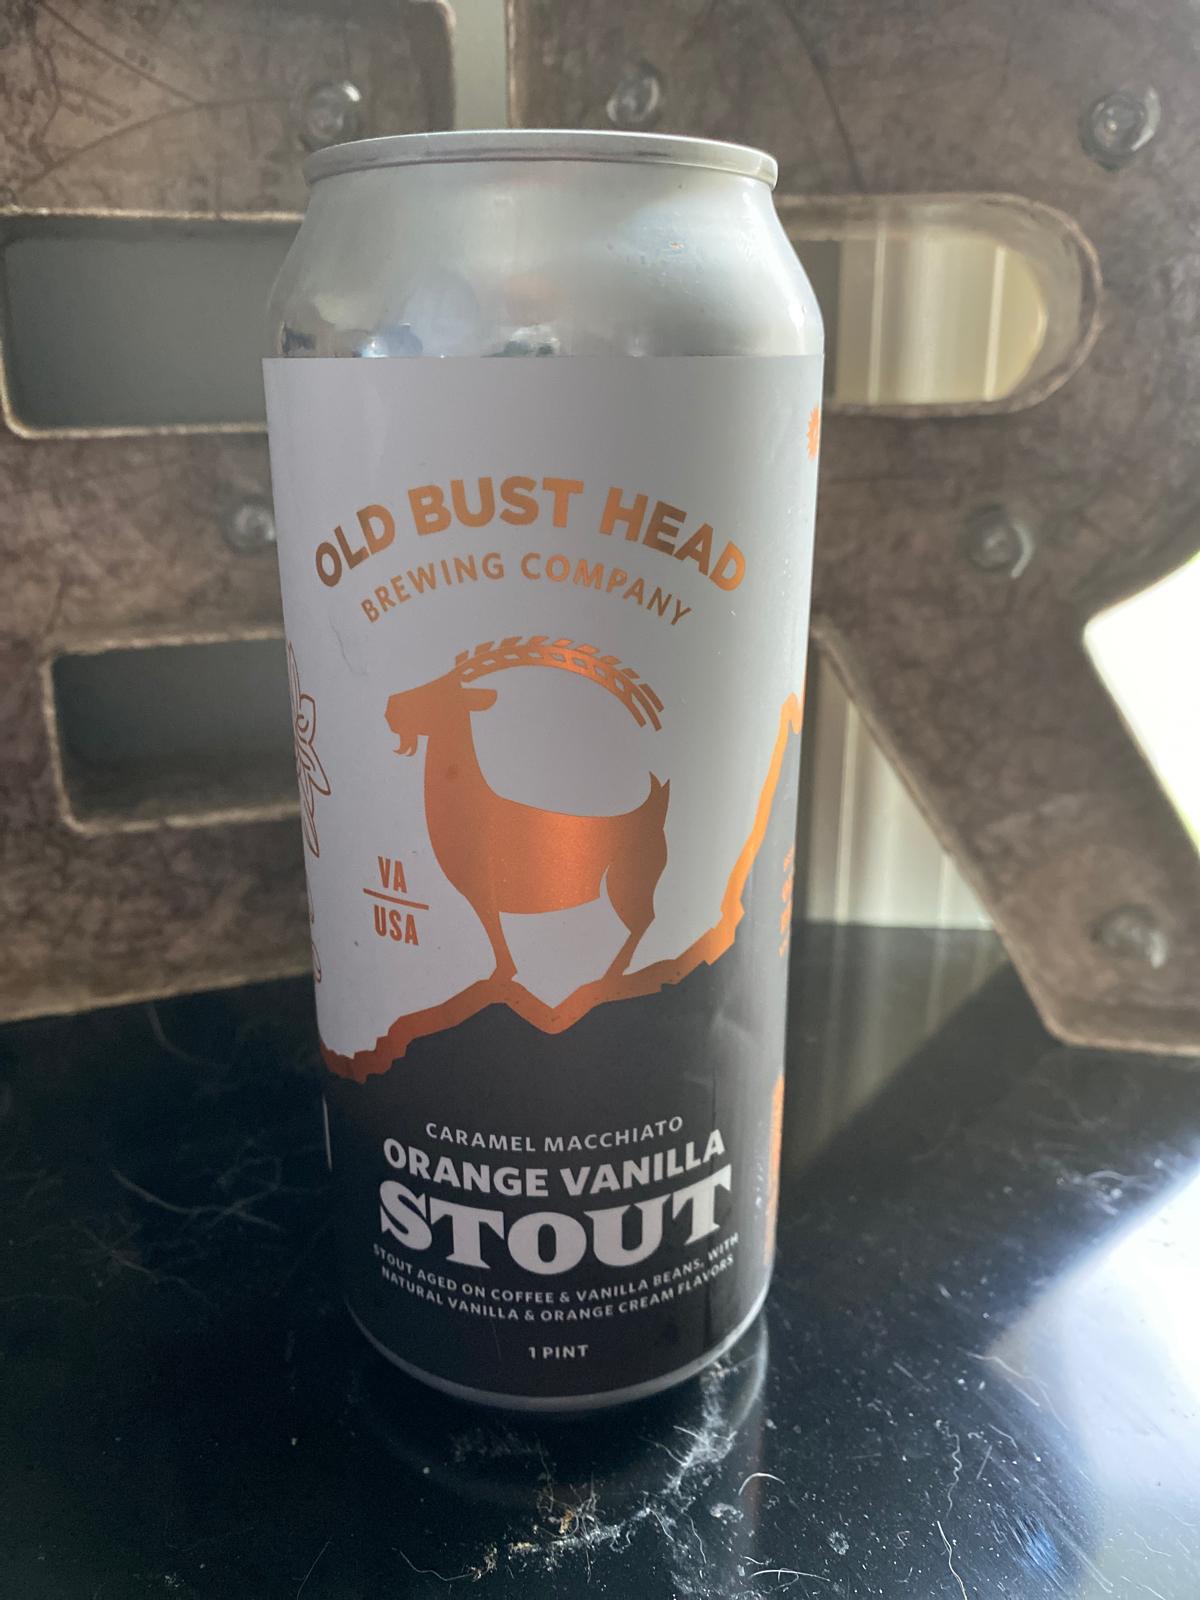 OLD BUST HEAD
BREWING COMPANY
VA
USA
CARAMEL MACCHIATO
ORANGE VANILLA
STOUT
STOUT AGED ON COFFEE & VANILLA BEANS, WITH
NATURAL VANILLA & ORANGE CREAM FLAVORS
1 PINT